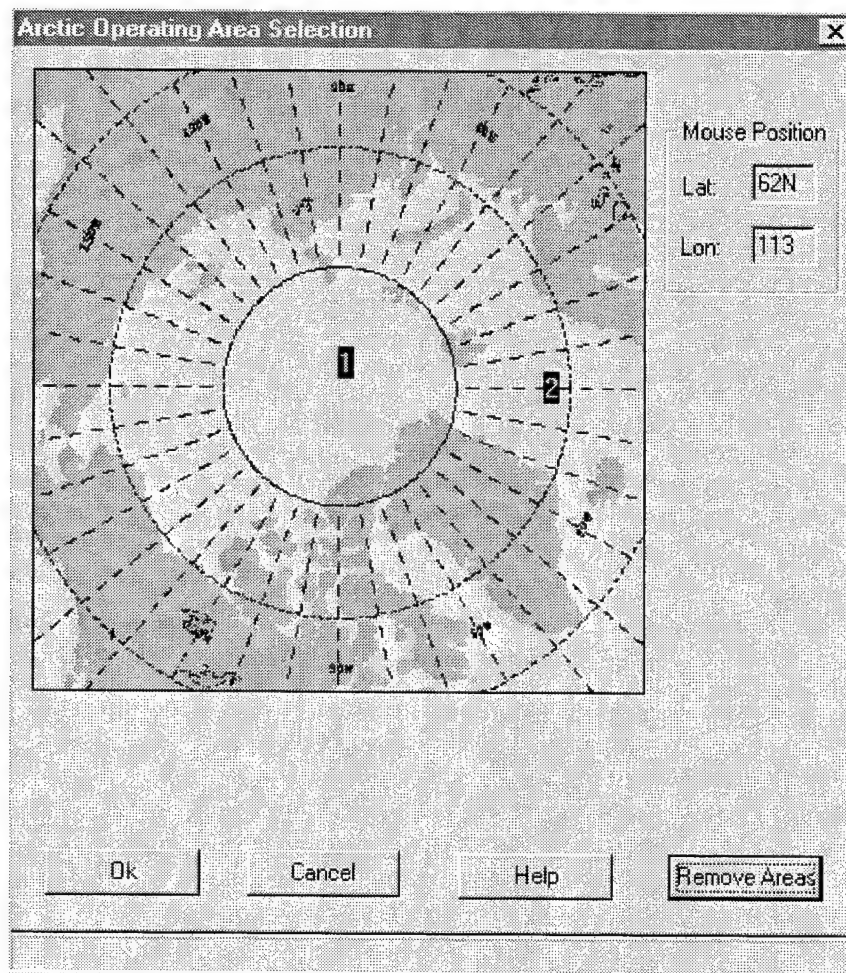 Arctic Operating Area Selection
Mouse Position
Lat: 62N
Lon: 113
1
2
Ok
Cancel
Help
Remove Areas